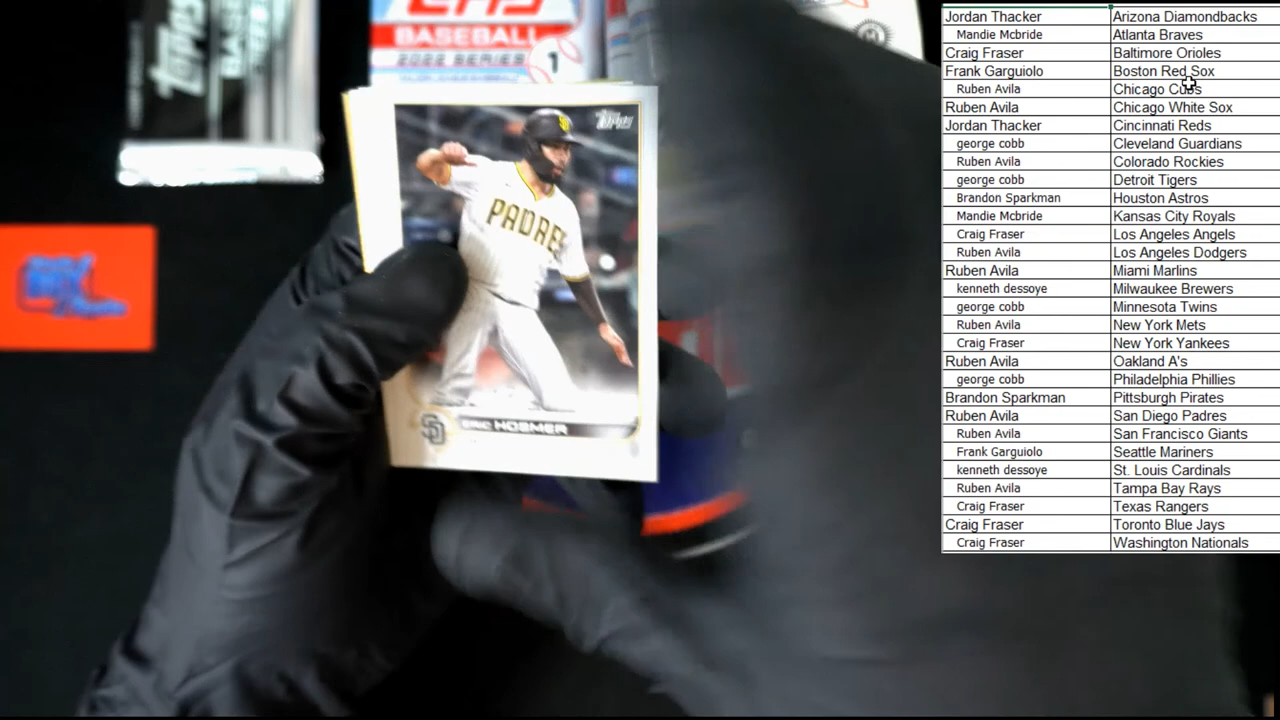 Topps
BASEBALL
2022 SERIES 1
Topps
PADRES
SD
ERIC HOSMER
Jordan Thacker Arizona Diamondbacks
Mandie Mcbride Atlanta Braves
Craig Fraser Baltimore Orioles
Frank Garguiolo Boston Red Sox
Ruben Avila Chicago Cubs
Ruben Avila Chicago White Sox
Jordan Thacker Cincinnati Reds
george cobb Cleveland Guardians
Ruben Avila Colorado Rockies
george cobb Detroit Tigers
Brandon Sparkman Houston Astros
Mandie Mcbride Kansas City Royals
Craig Fraser Los Angeles Angels
Ruben Avila Los Angeles Dodgers
Ruben Avila Miami Marlins
kenneth dessoye Milwaukee Brewers
george cobb Minnesota Twins
Ruben Avila New York Mets
Craig Fraser New York Yankees
Ruben Avila Oakland A's
george cobb Philadelphia Phillies
Brandon Sparkman Pittsburgh Pirates
Ruben Avila San Diego Padres
Ruben Avila San Francisco Giants
Frank Garguiolo Seattle Mariners
kenneth dessoye St. Louis Cardinals
Ruben Avila Tampa Bay Rays
Craig Fraser Texas Rangers
Craig Fraser Toronto Blue Jays
Craig Fraser Washington Nationals